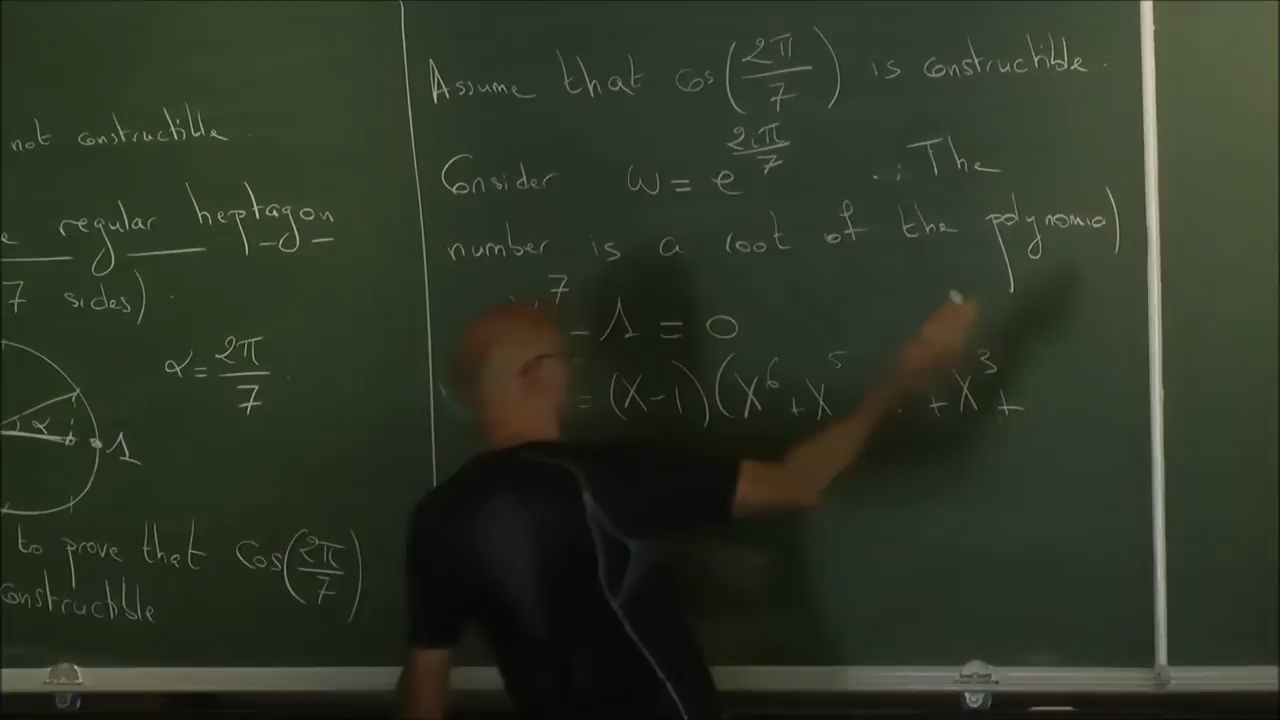 not constructible.
regular heptagon
7 sides).
α = 2π/7.
α
1
to prove that cos(2π/7)
constructible
Assume that cos(2π/7) is constructible.
Consider ω = e^(2iπ/7) The
number is a root of the polynomial
7 - 1 = 0
= (X-1)(X^6 + X^5 + X^3 +